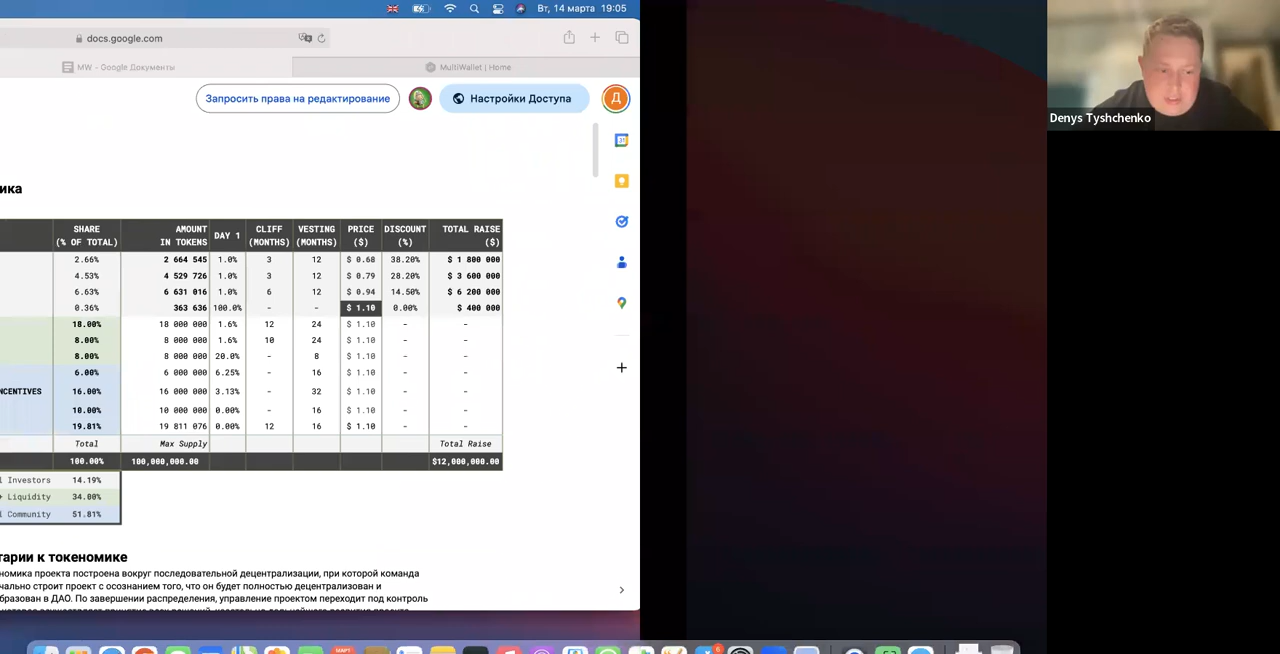 Вт, 14 марта 19:05
docs.google.com
MW – Google Документы
MultiWallet | Home
Запросить права на редактирование
Настройки Доступа
Д
Denys Tyshchenko
31
ика
SHARE (% OF TOTAL) AMOUNT IN TOKENS DAY 1 CLIFF (MONTHS) VESTING (MONTHS) PRICE ($) DISCOUNT (%) TOTAL RAISE ($)
2.66% 2 664 545 1.0% 3 12 $ 0.68 38.20% $ 1 800 000
4.53% 4 529 726 1.0% 3 12 $ 0.79 28.20% $ 3 600 000
6.63% 6 631 016 1.0% 6 12 $ 0.94 14.50% $ 6 200 000
0.36% 363 636 100.0% - - $ 1.10 0.00% $ 400 000
18.00% 18 000 000 1.6% 12 24 $ 1.10 - -
8.00% 8 000 000 1.6% 10 24 $ 1.10 - -
8.00% 8 000 000 20.0% - 8 $ 1.10 - -
6.00% 6 000 000 6.25% - 16 $ 1.10 - -
NCENTIVES 16.00% 16 000 000 3.13% - 32 $ 1.10 - -
10.00% 10 000 000 0.00% - 16 $ 1.10 - -
19.81% 19 811 076 0.00% 12 16 $ 1.10 - -
Total Max Supply Total Raise
100.00% 100,000,000.00 $12,000,000.00
l Investors 14.19%
+ Liquidity 34.00%
l Community 51.81%
тарии к токеномике
номика проекта построена вокруг последовательной децентрализации, при которой команда
чально строит проект с осознанием того, что он будет полностью децентрализован и
бразован в ДАО. По завершении распределения, управление проектом переходит под контроль
МАРТ
6